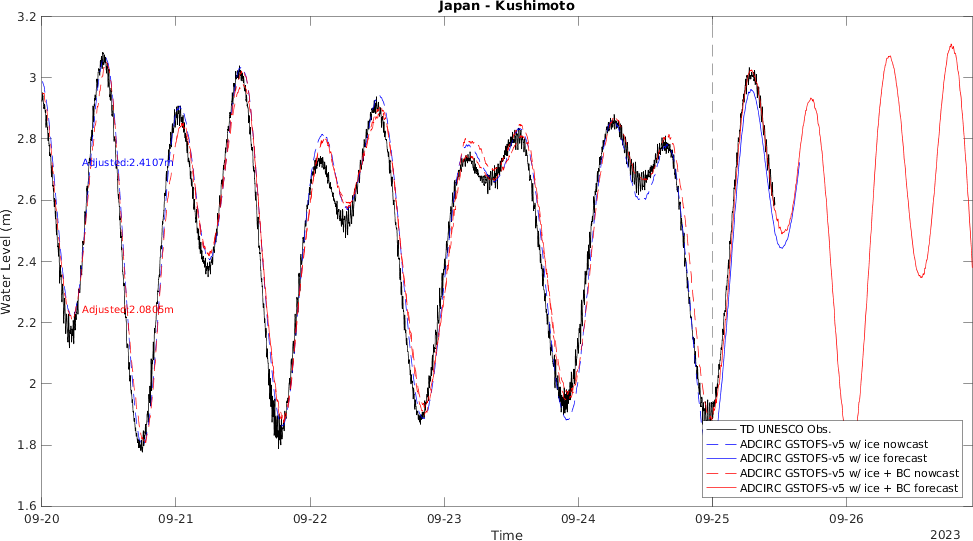 Japan - Kushimoto
3.2
3
2.8
2.6
2.4
2.2
2
1.8
1.6
Water Level (m)
Adjusted:2.4107m
Adjusted:2.0805m
TD UNESCO Obs.
ADCIRC GSTOFS-v5 w/ ice nowcast
ADCIRC GSTOFS-v5 w/ ice forecast
ADCIRC GSTOFS-v5 w/ ice + BC nowcast
ADCIRC GSTOFS-v5 w/ ice + BC forecast
09-20 09-21 09-22 09-23 09-24 09-25 09-26
Time
2023